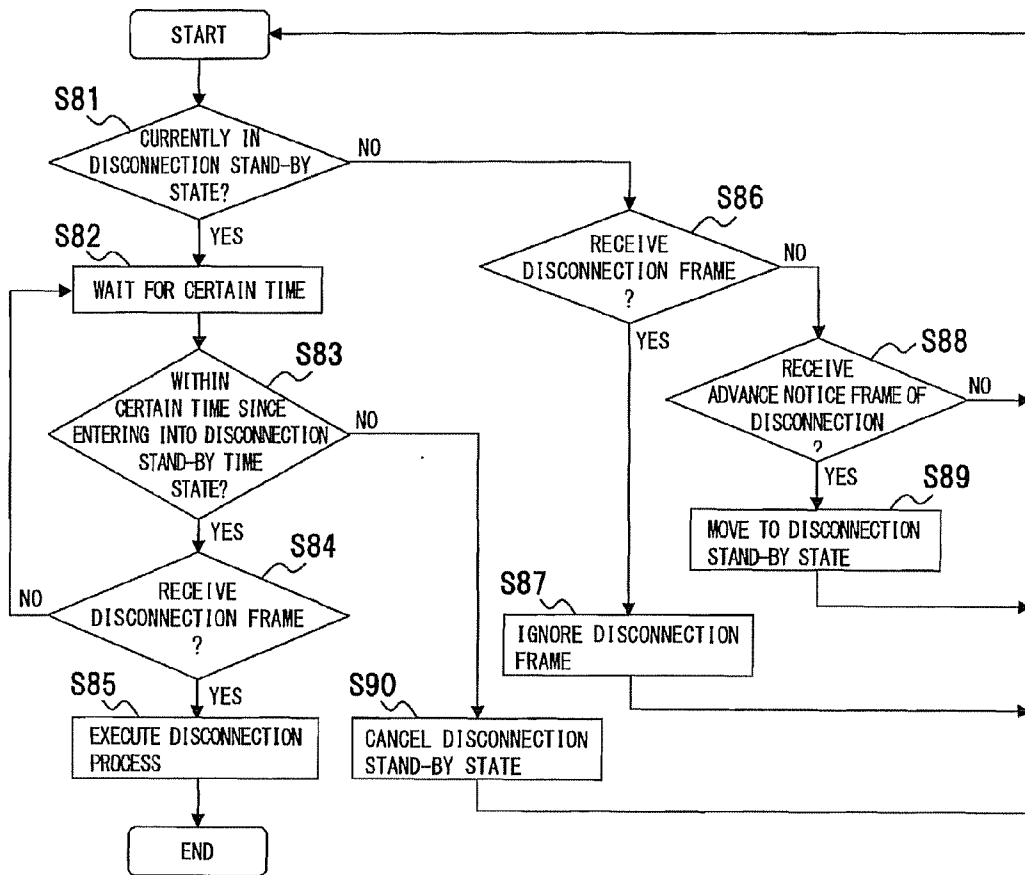 START
S81
CURRENTLY IN
DISCONNECTION STAND-BY
STATE?
NO
YES
S82
WAIT FOR CERTAIN TIME
S83
WITHIN
CERTAIN TIME SINCE
ENTERING INTO DISCONNECTION
STAND-BY TIME
STATE?
NO
YES
S84
RECEIVE
DISCONNECTION FRAME
?
NO
YES
S85
EXECUTE DISCONNECTION
PROCESS
END
S86
RECEIVE
DISCONNECTION FRAME
?
NO
YES
S88
RECEIVE
ADVANCE NOTICE FRAME OF
DISCONNECTION
?
NO
YES
S89
MOVE TO DISCONNECTION
STAND-BY STATE
S87
IGNORE DISCONNECTION
FRAME
S90
CANCEL DISCONNECTION
STAND-BY STATE